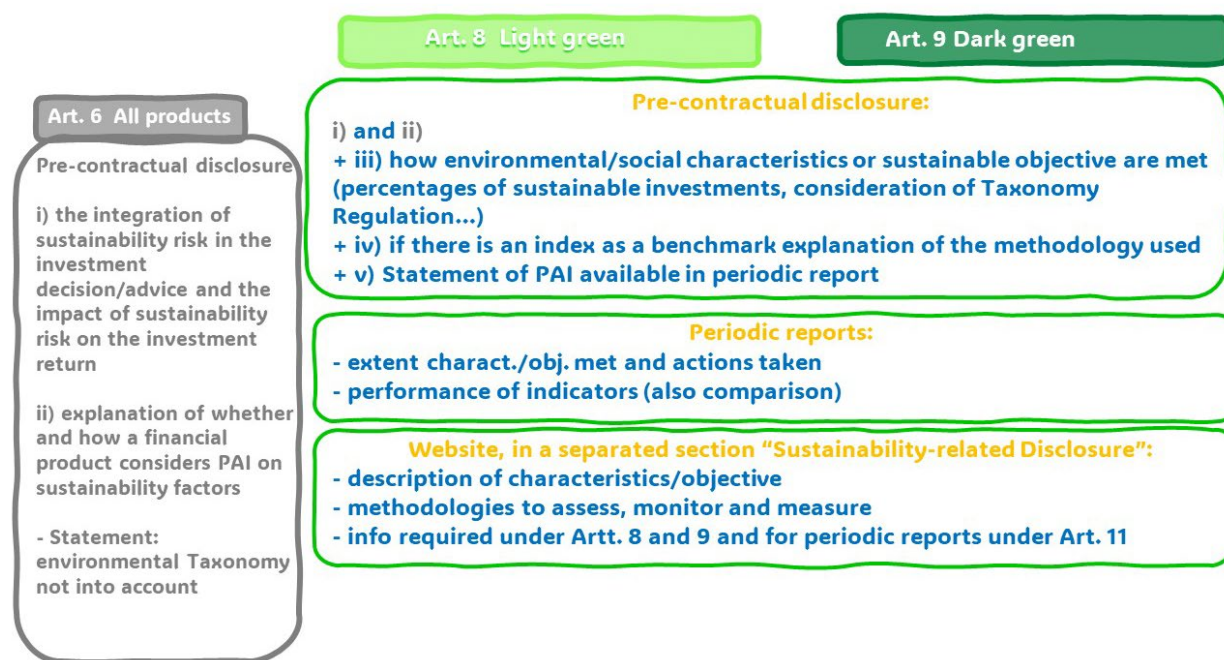 Art. 8 Light green
Art. 9 Dark green
Art. 6 All products
Pre-contractual disclosure
i) the integration of
sustainability risk in the
investment
decision/advice and the
impact of sustainability
risk on the investment
return
ii) explanation of whether
and how a financial
product considers PAI on
sustainability factors
- Statement:
environmental Taxonomy
not into account
Pre-contractual disclosure:
i) and ii)
+ iii) how environmental/social characteristics or sustainable objective are met
(percentages of sustainable investments, consideration of Taxonomy
Regulation...)
+ iv) if there is an index as a benchmark explanation of the methodology used
+ v) Statement of PAI available in periodic report
Periodic reports:
- extent charact./obj. met and actions taken
- performance of indicators (also comparison)
Website, in a separated section “Sustainability-related Disclosure”:
- description of characteristics/objective
- methodologies to assess, monitor and measure
- info required under Artt. 8 and 9 and for periodic reports under Art. 11